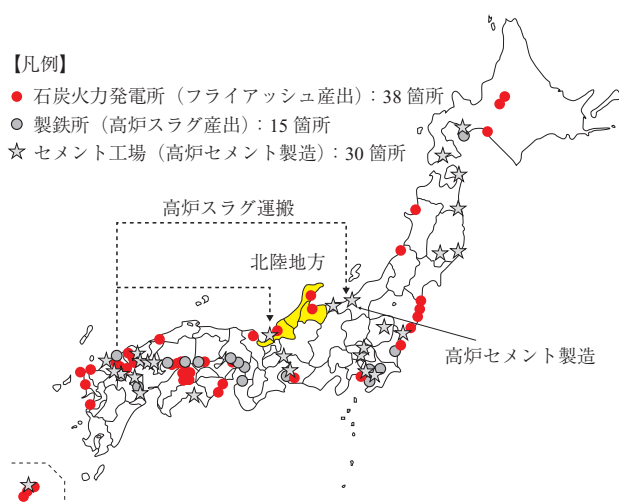 【凡例】
石炭火力発電所（フライアッシュ産出）：38 箇所
製鉄所（高炉スラグ産出）：15 箇所
セメント工場（高炉セメント製造）：30 箇所
高炉スラグ運搬
北陸地方
高炉セメント製造